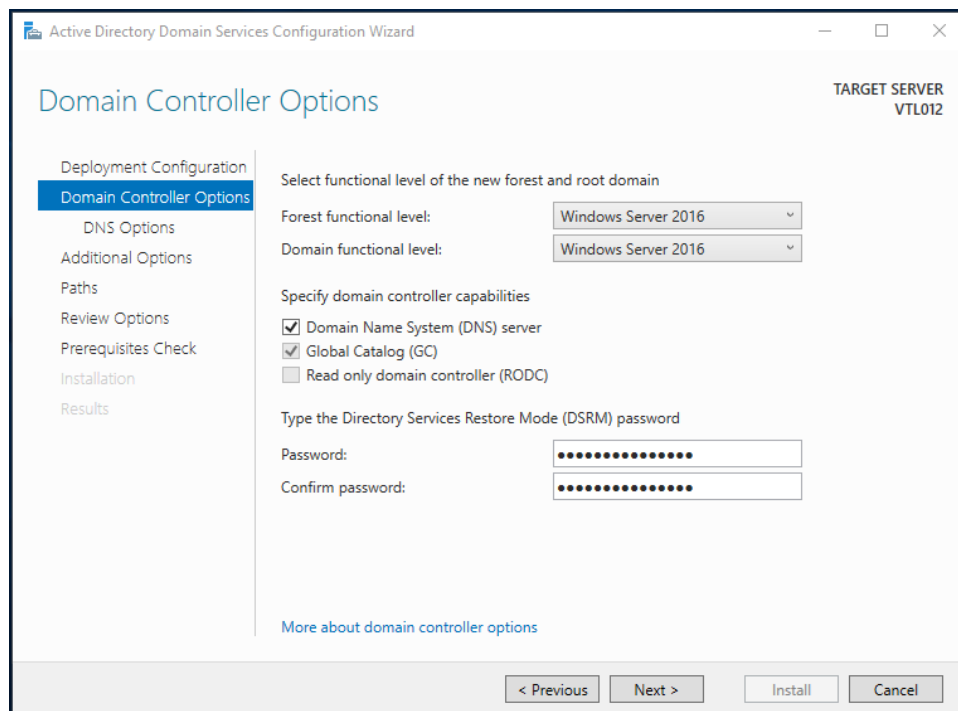 Active Directory Domain Services Configuration Wizard
Domain Controller Options
TARGET SERVER
VTL012
Deployment Configuration
Domain Controller Options
DNS Options
Additional Options
Paths
Review Options
Prerequisites Check
Installation
Results
Select functional level of the new forest and root domain
Forest functional level: Windows Server 2016
Domain functional level: Windows Server 2016
Specify domain controller capabilities
Domain Name System (DNS) server
Global Catalog (GC)
Read only domain controller (RODC)
Type the Directory Services Restore Mode (DSRM) password
Password: •••••••••••••••
Confirm password: •••••••••••••••
More about domain controller options
< Previous Next > Install Cancel